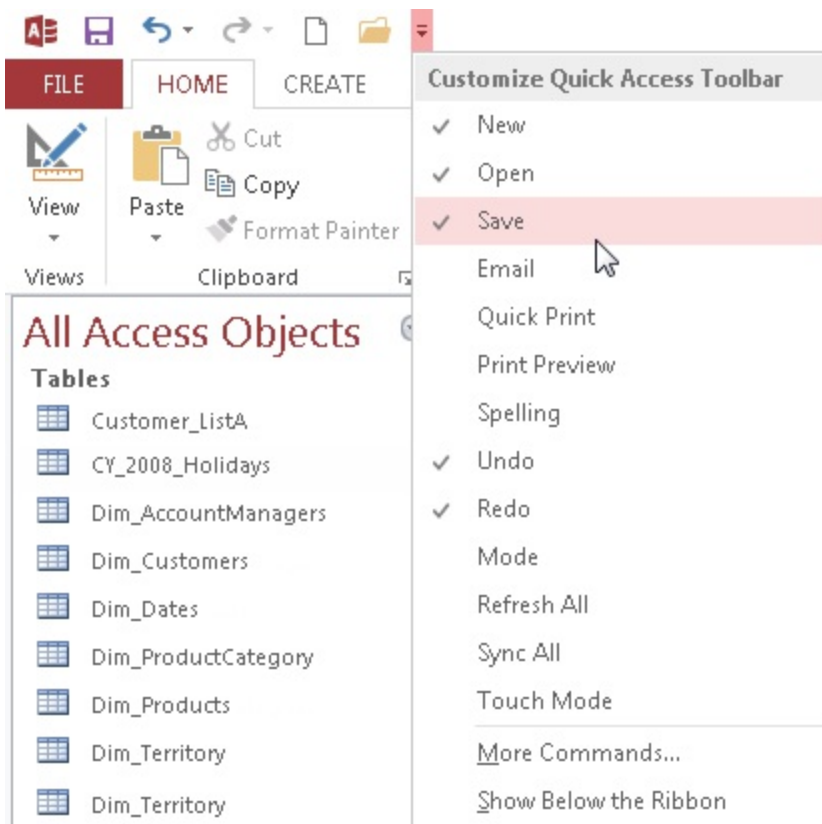 FILE
HOME
CREATE
View
Paste
Cut
Copy
Format Painter
Views
Clipboard
All Access Objects
Tables
Customer_ListA
CY_2008_Holidays
Dim_AccountManagers
Dim_Customers
Dim_Dates
Dim_ProductCategory
Dim_Products
Dim_Territory
Dim_Territory
Customize Quick Access Toolbar
New
Open
Save
Email
Quick Print
Print Preview
Spelling
Undo
Redo
Mode
Refresh All
Sync All
Touch Mode
More Commands...
Show Below the Ribbon